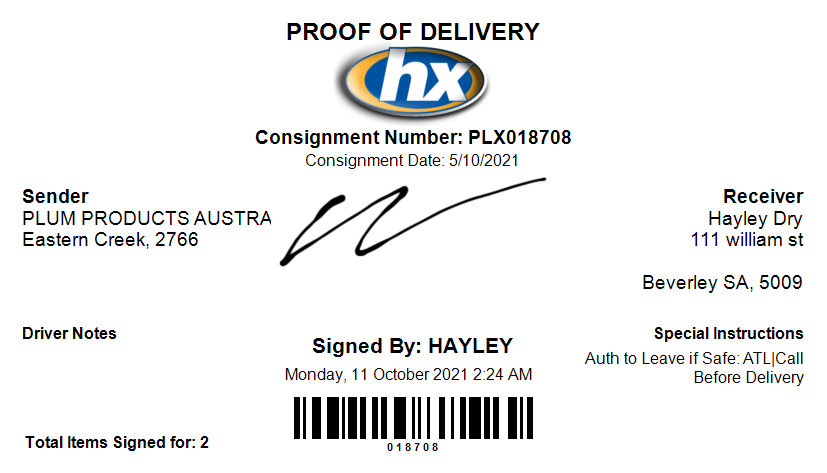 PROOF OF DELIVERY
hx
Consignment Number: PLX018708
Consignment Date: 5/10/2021
Sender
PLUM PRODUCTS AUSTRA
Eastern Creek, 2766
Receiver
Hayley Dry
111 william st
Beverley SA, 5009
Driver Notes
Signed By: HAYLEY
Monday, 11 October 2021 2:24 AM
Special Instructions
Auth to Leave if Safe: ATL|Call
Before Delivery
Total Items Signed for: 2
018708